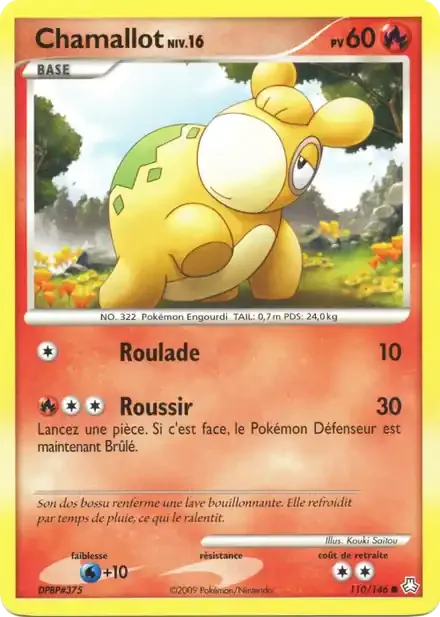 Chamallot NIV.16 PV 60
BASE
NO. 322 Pokémon Engourdi TAIL: 0,7 m PDS: 24,0 kg
Roulade 10
Roussir 30
Lancez une pièce. Si c'est face, le Pokémon Défenseur est
maintenant Brûlé.
Son dos bossu renferme une lave bouillonnante. Elle refroidit
par temps de pluie, ce qui le ralentit.
Illus. Kouki Saitou
faiblesse résistance coût de retraite
+10
DPBP#375 ©2009 Pokémon/Nintendo 110/146